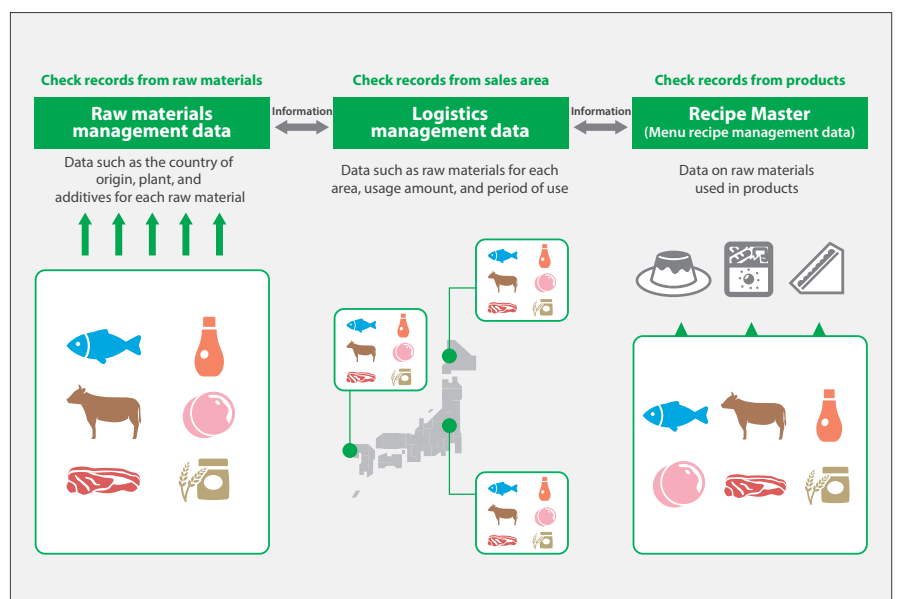 Check records from raw materials
Raw materials
management data
Data such as the country of
origin, plant, and
additives for each raw material
Information
Check records from sales area
Logistics
management data
Data such as raw materials for each
area, usage amount, and period of use
Information
Check records from products
Recipe Master
(Menu recipe management data)
Data on raw materials
used in products